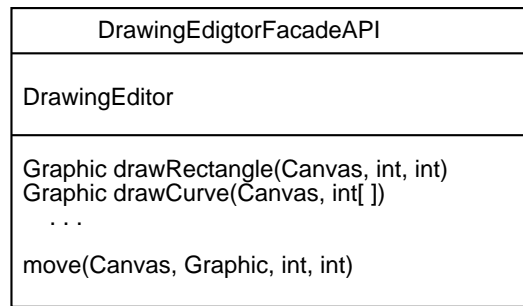 DrawingEdigtorFacadeAPI
DrawingEditor
Graphic drawRectangle(Canvas, int, int)
Graphic drawCurve(Canvas, int[ ])
. . .
move(Canvas, Graphic, int, int)